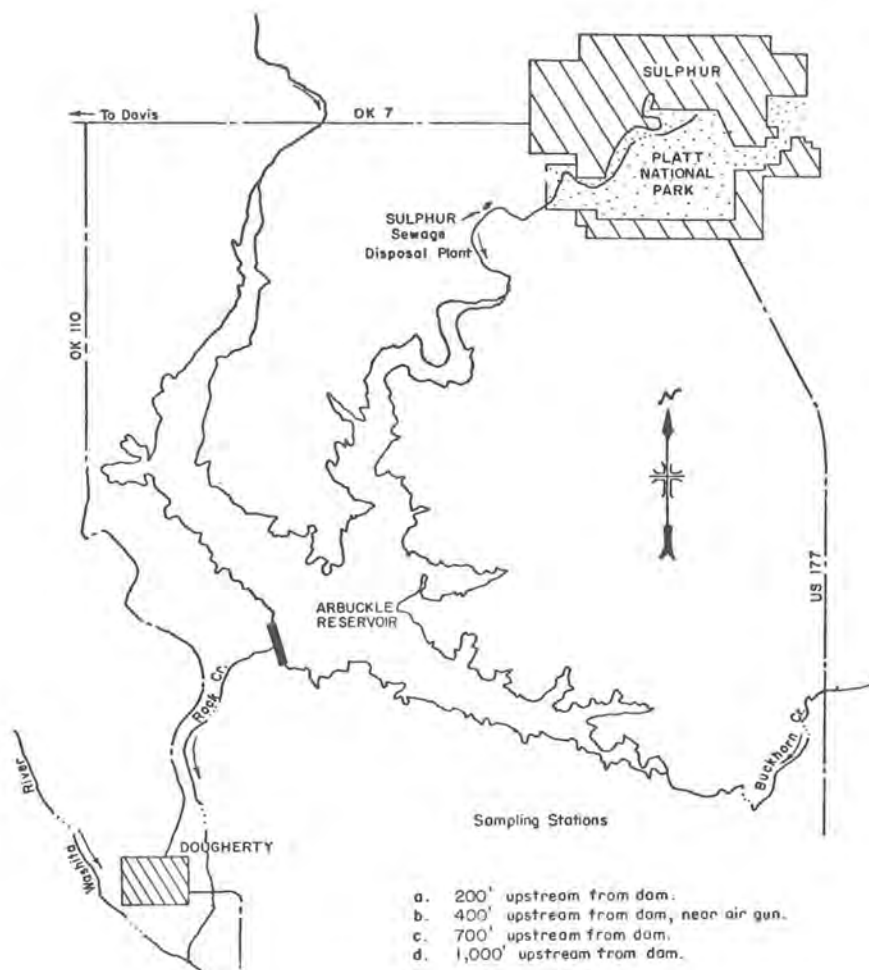 SULPHUR
To Davis
OK 7
PLATT
NATIONAL
PARK
SULPHUR
Sewage
Disposal Plant
OK 110
N
US 177
ARBUCKLE
RESERVOIR
Rock Cr.
Buckhorn Cr.
Washita River
Sampling Stations
DOUGHERTY
a. 200' upstream from dam.
b. 400' upstream from dam, near air gun.
c. 700' upstream from dam.
d. 1,000' upstream from dam.